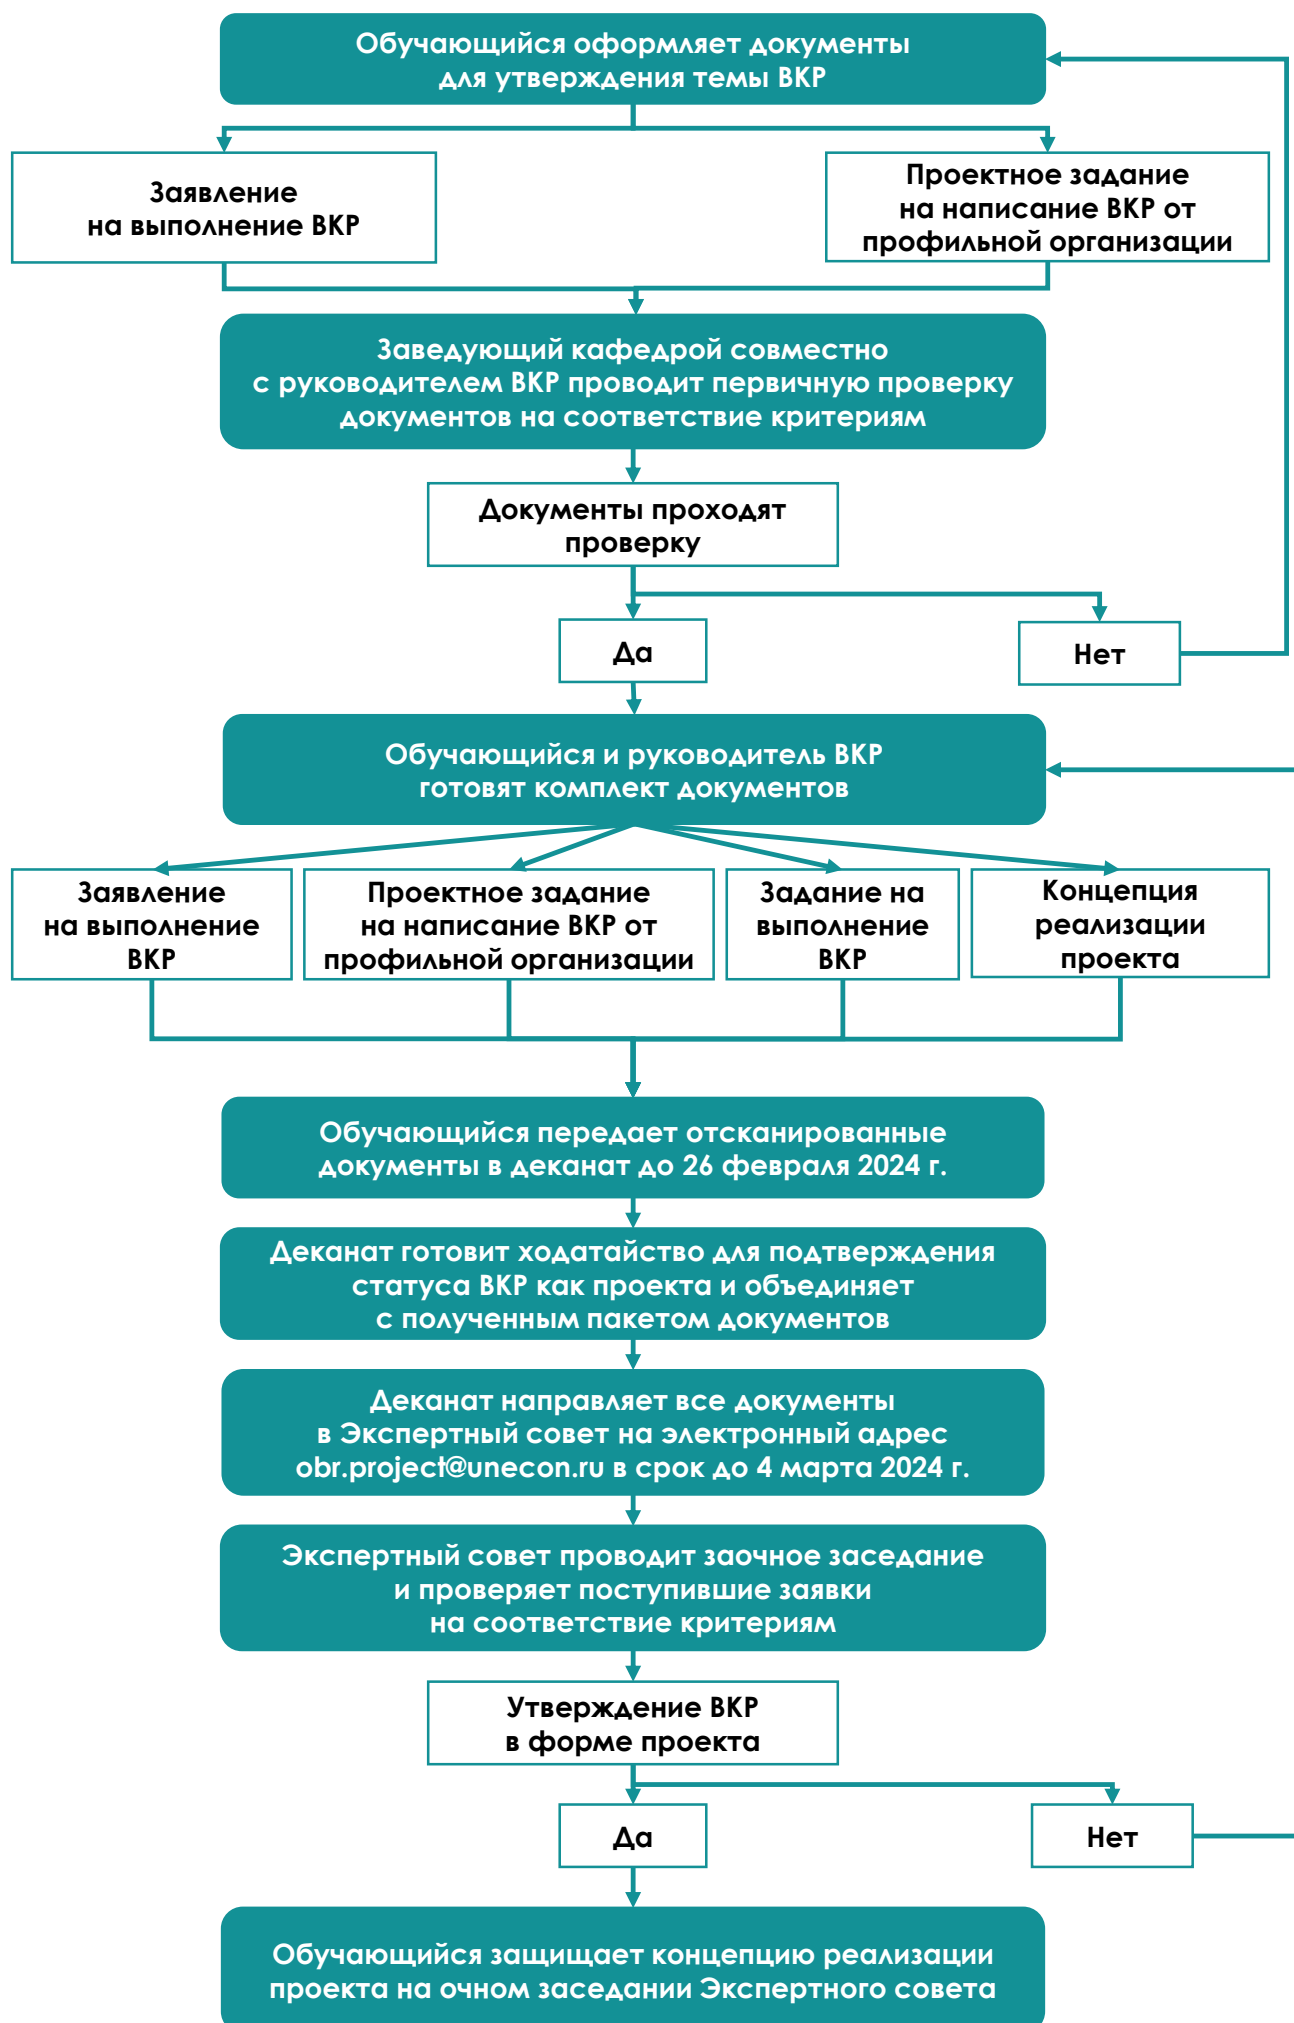 Обучающийся оформляет документы
для утверждения темы ВКР
Заявление
на выполнение ВКР
Проектное задание
на написание ВКР от
профильной организации
Заведующий кафедрой совместно
с руководителем ВКР проводит первичную проверку
документов на соответствие критериям
Документы проходят
проверку
Да
Нет
Обучающийся и руководитель ВКР
готовят комплект документов
Заявление
на выполнение
ВКР
Проектное задание
на написание ВКР от
профильной организации
Задание на
выполнение
ВКР
Концепция
реализации
проекта
Обучающийся передает отсканированные
документы в деканат до 26 февраля 2024 г.
Деканат готовит ходатайство для подтверждения
статуса ВКР как проекта и объединяет
с полученным пакетом документов
Деканат направляет все документы
в Экспертный совет на электронный адрес
obr.project@unecon.ru в срок до 4 марта 2024 г.
Экспертный совет проводит заочное заседание
и проверяет поступившие заявки
на соответствие критериям
Утверждение ВКР
в форме проекта
Да
Нет
Обучающийся защищает концепцию реализации
проекта на очном заседании Экспертного совета